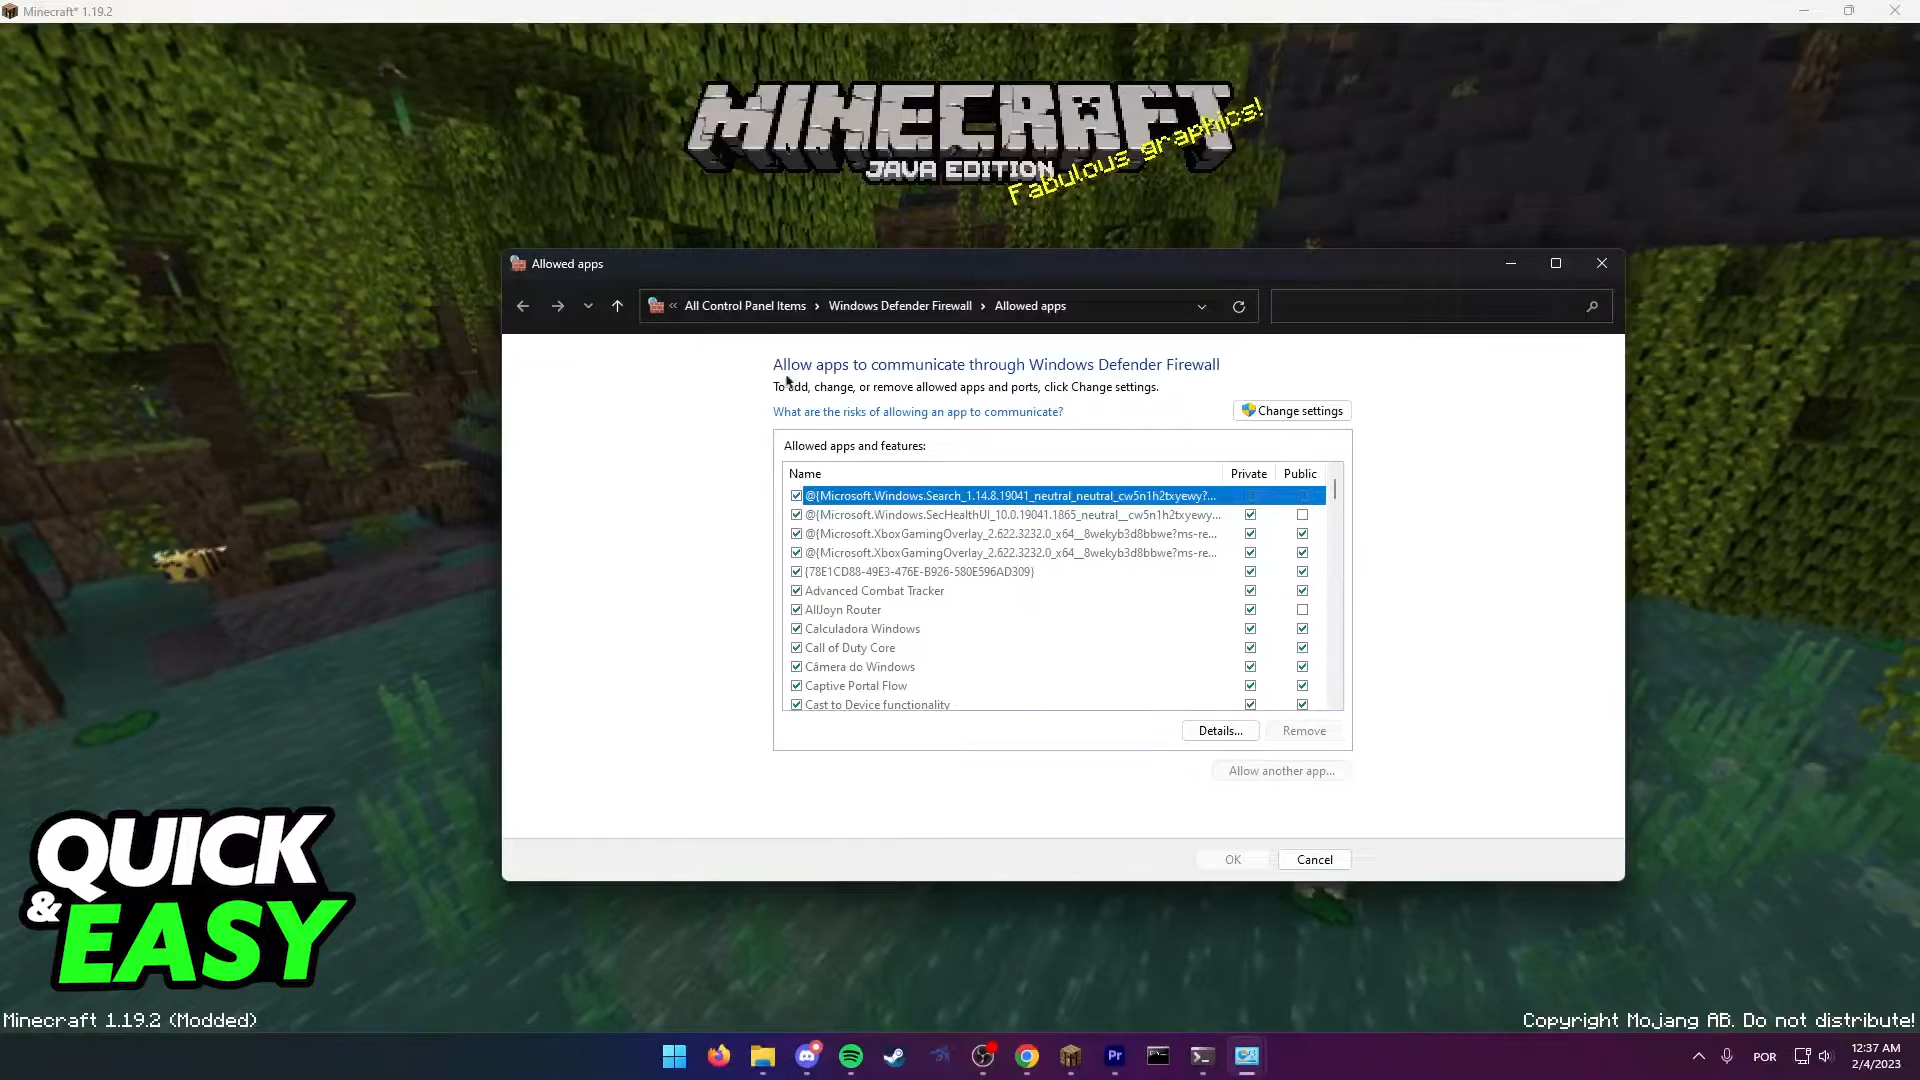 Minecraft* 1.19.2
MINECRAFT
JAVA EDITION
Fabulous graphics!
Allowed apps
« All Control Panel Items › Windows Defender Firewall › Allowed apps
Allow apps to communicate through Windows Defender Firewall
To add, change, or remove allowed apps and ports, click Change settings.
What are the risks of allowing an app to communicate?
Change settings
Allowed apps and features:
Name Private Public
@{Microsoft.Windows.Search_1.14.8.19041_neutral_neutral_cw5n1h2txyewy?...
@{Microsoft.Windows.SecHealthUI_10.0.19041.1865_neutral__cw5n1h2txyewy...
@{Microsoft.XboxGamingOverlay_2.622.3232.0_x64__8wekyb3d8bbwe?ms-re...
@{Microsoft.XboxGamingOverlay_2.622.3232.0_x64__8wekyb3d8bbwe?ms-re...
{78E1CD88-49E3-476E-B926-580E596AD309}
Advanced Combat Tracker
AllJoyn Router
Calculadora Windows
Call of Duty Core
Câmera do Windows
Captive Portal Flow
Cast to Device functionality
Details... Remove
Allow another app...
OK Cancel
QUICK
& EASY
Minecraft 1.19.2 (Modded)
Copyright Mojang AB. Do not distribute!
Pr
POR
12:37 AM
2/4/2023